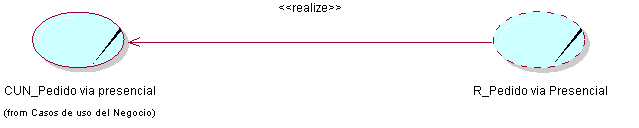 <<realize>>
CUN_Pedido via presencial
R_Pedido via Presencial
(from Casos de uso del Negocio)